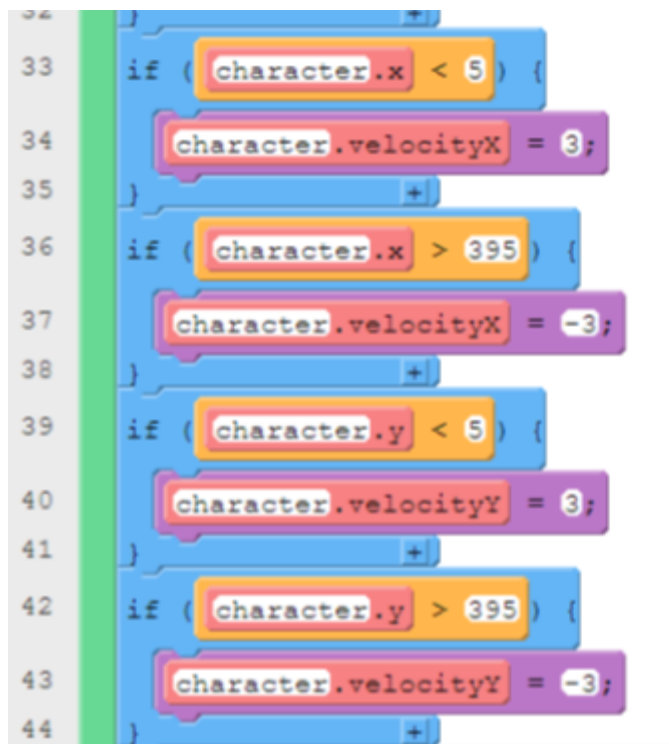 32 } +
33 if ( character.x < 5 ) {
34 character.velocityX = 3;
35 } +
36 if ( character.x > 395 ) {
37 character.velocityX = -3;
38 } +
39 if ( character.y < 5 ) {
40 character.velocityY = 3;
41 } +
42 if ( character.y > 395 ) {
43 character.velocityY = -3;
44 } +